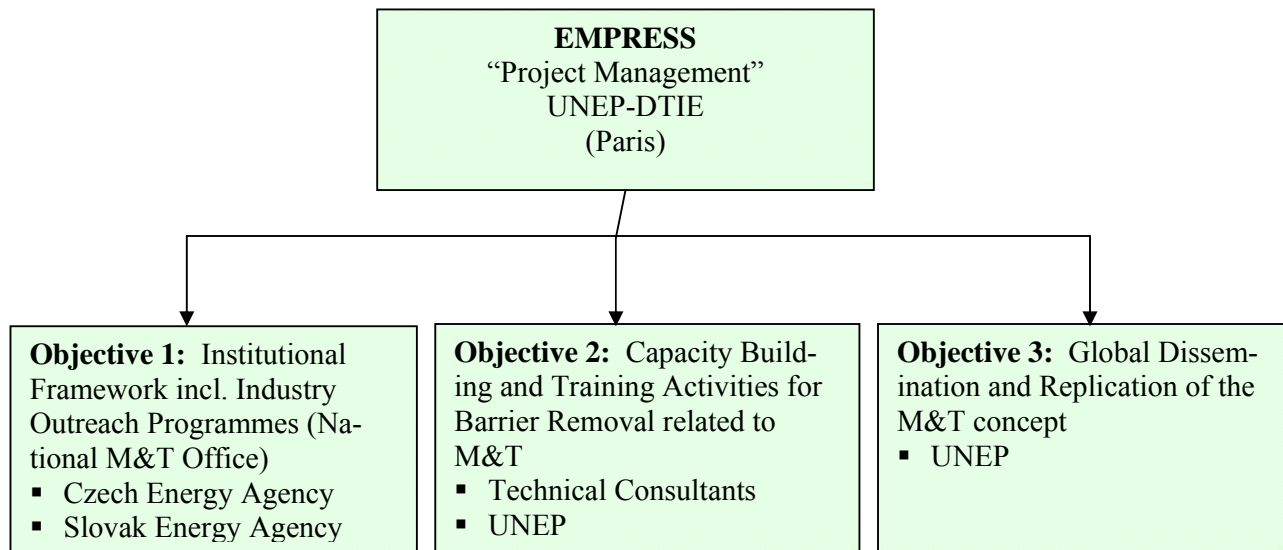 EMPRESS
“Project Management”
UNEP-DTIE
(Paris)
Objective 1: Institutional
Framework incl. Industry
Outreach Programmes (Na-
tional M&T Office)
▪ Czech Energy Agency
▪ Slovak Energy Agency
Objective 2: Capacity Build-
ing and Training Activities for
Barrier Removal related to
M&T
▪ Technical Consultants
▪ UNEP
Objective 3: Global Dissem-
ination and Replication of the
M&T concept
▪ UNEP